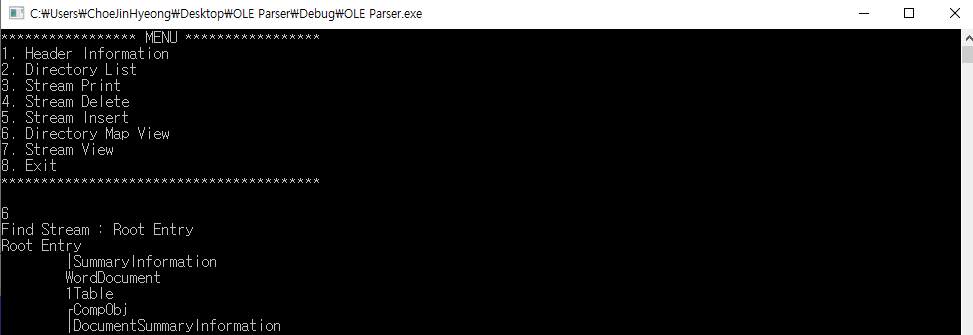 C:₩Users₩ChoeJinHyeong₩Desktop₩OLE Parser₩Debug₩OLE Parser.exe
***************** MENU *****************
1. Header Information
2. Directory List
3. Stream Print
4. Stream Delete
5. Stream Insert
6. Directory Map View
7. Stream View
8. Exit
****************************************
6
Find Stream : Root Entry
Root Entry
│SummaryInformation
WordDocument
1Table
┌CompObj
│DocumentSummaryInformation